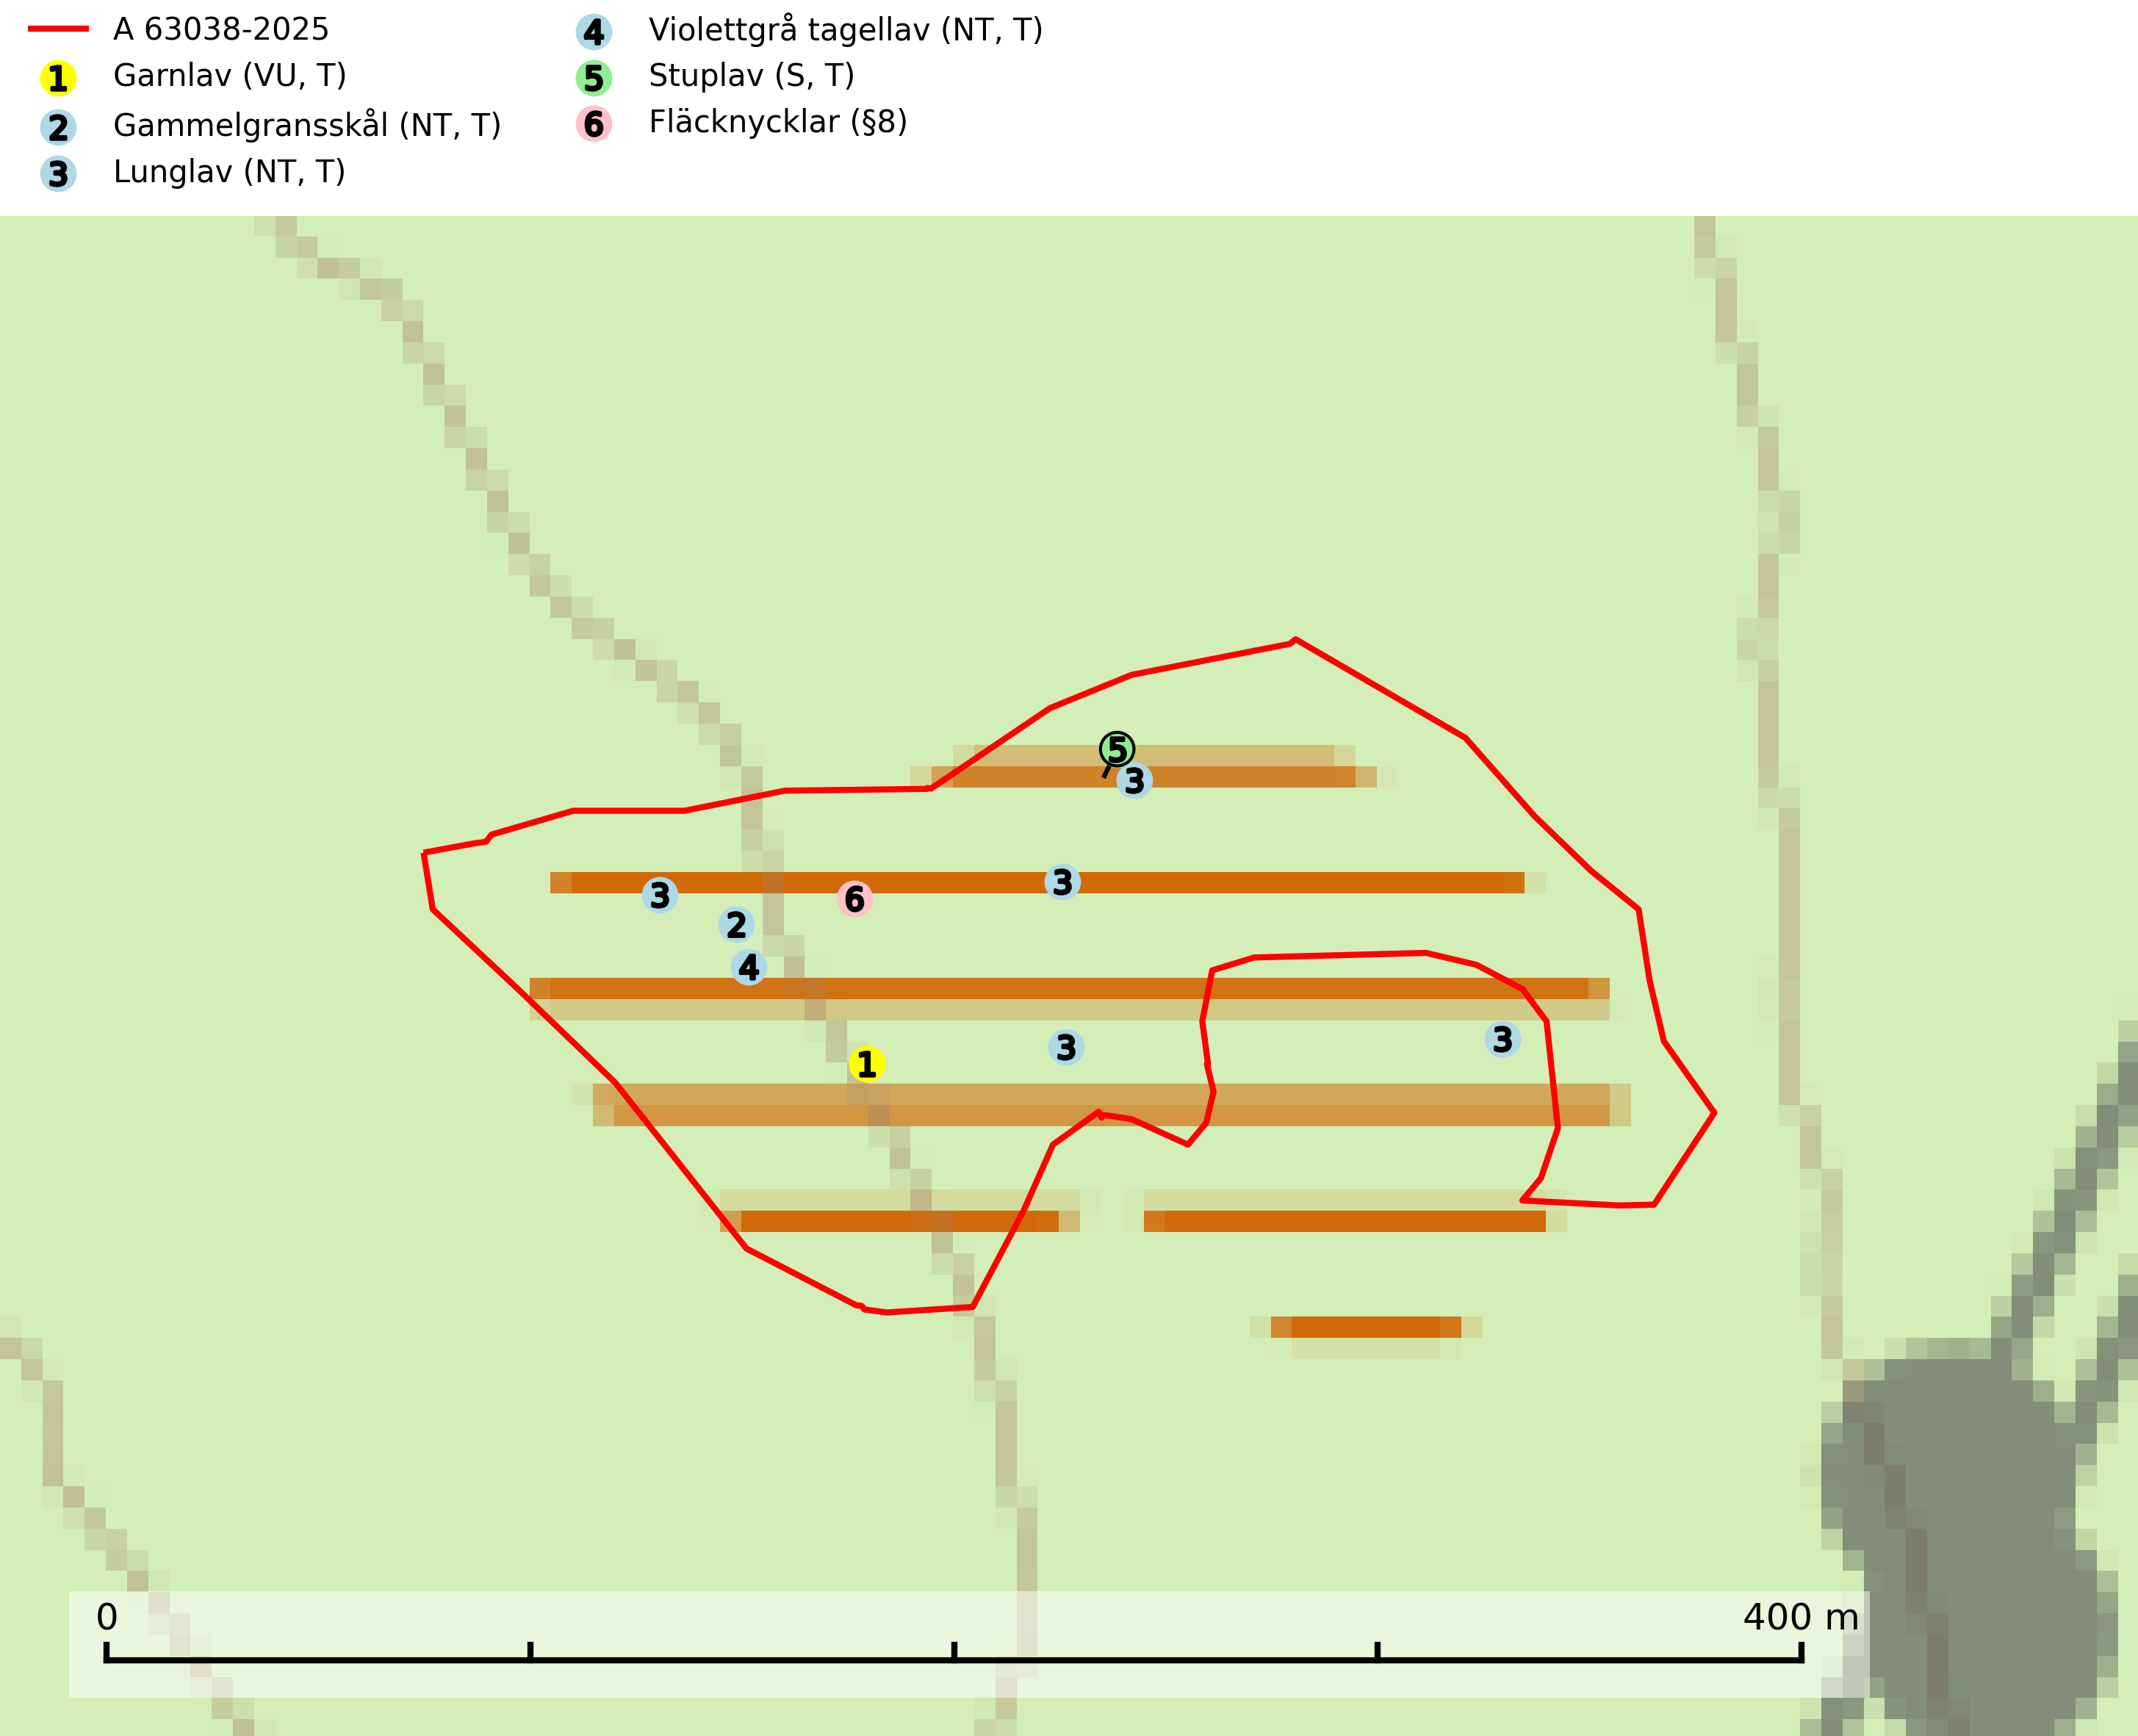 A 63038-2025
1 Garnlav (VU, T)
2 Gammelgransskål (NT, T)
3 Lunglav (NT, T)
4 Violettgrå tagellav (NT, T)
5 Stuplav (S, T)
6 Fläcknycklar (§8)
5
3
3
3
6
2
4
3
3
1
0 400 m